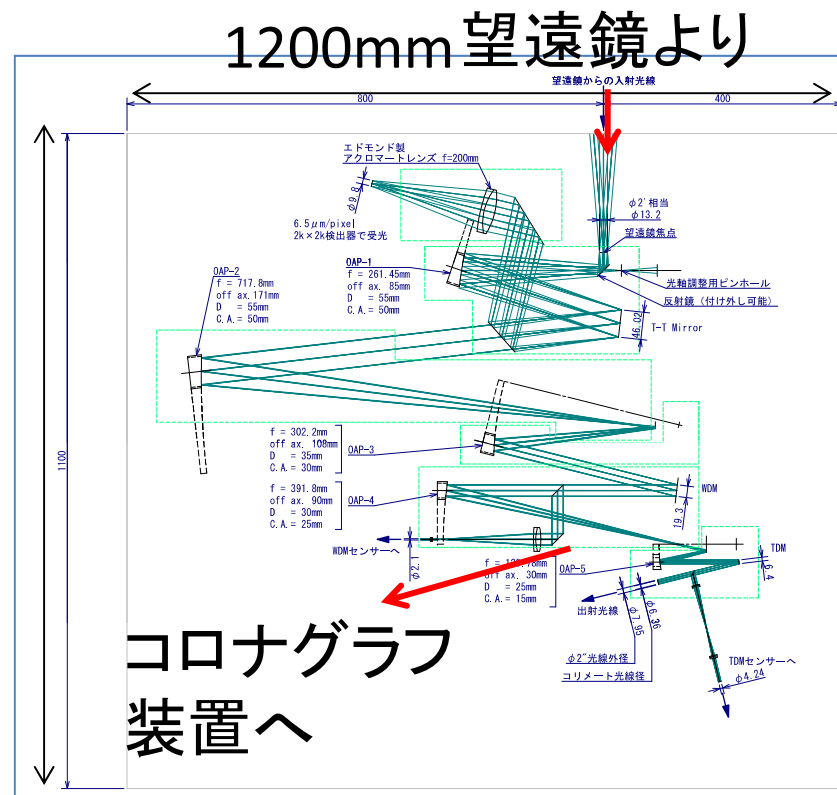 1200mm 望遠鏡より
望遠鏡からの入射光線
800
400
エドモンド製
アクロマートレンズ f=200mm
φ9.8
6.5μm/pixel
2k×2k検出器で受光
φ2'相当
φ13.2
望遠鏡焦点
光軸調整用ピンホール
反射鏡（付け外し可能）
OAP-1
f = 261.45mm
off ax. 85mm
D = 55mm
C.A.= 50mm
OAP-2
f = 717.8mm
off ax.171mm
D = 55mm
C.A.= 50mm
46.02
T-T Mirror
1100
f = 302.2mm
off ax. 108mm
D = 35mm
C.A.= 30mm
OAP-3
f = 391.8mm
off ax. 90mm
D = 30mm
C.A.= 25mm
OAP-4
WDM
19.3
WDMセンサーへ
φ2.1
off ax. 30mm
D = 25mm
C.A.= 15mm
OAP-5
TDM
6.4
出射光線
φ6.36
φ7.95
φ2"光線外径
コリメート光線径
TDMセンサーへ
φ4.24
コロナグラフ
装置へ